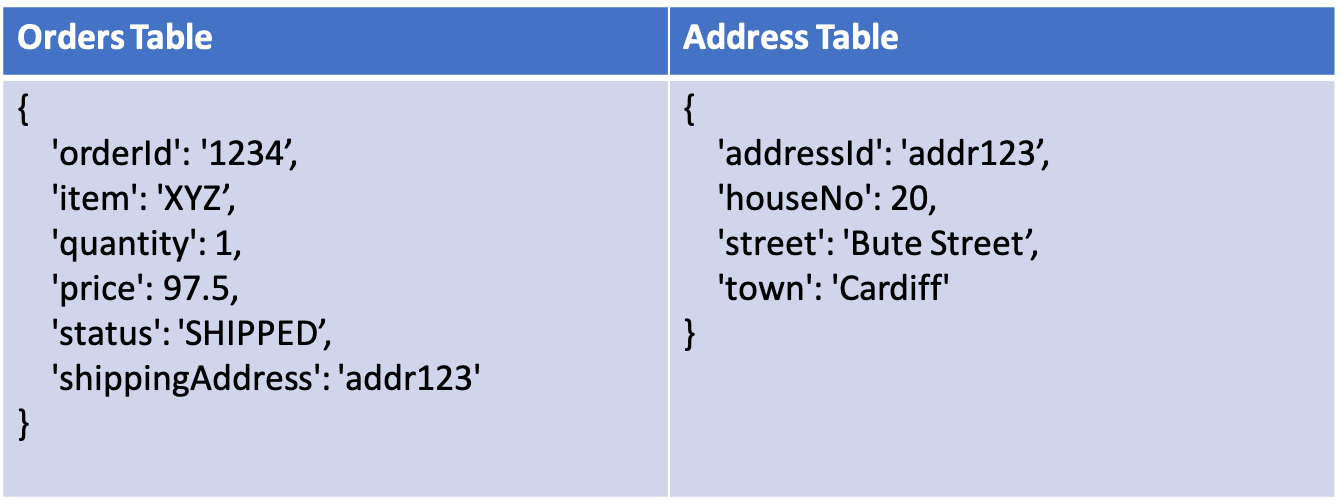 Orders Table
{
'orderId': '1234’,
'item': 'XYZ’,
'quantity': 1,
'price': 97.5,
'status': 'SHIPPED’,
'shippingAddress': 'addr123'
}
Address Table
{
'addressId': 'addr123’,
'houseNo': 20,
'street': 'Bute Street’,
'town': 'Cardiff'
}